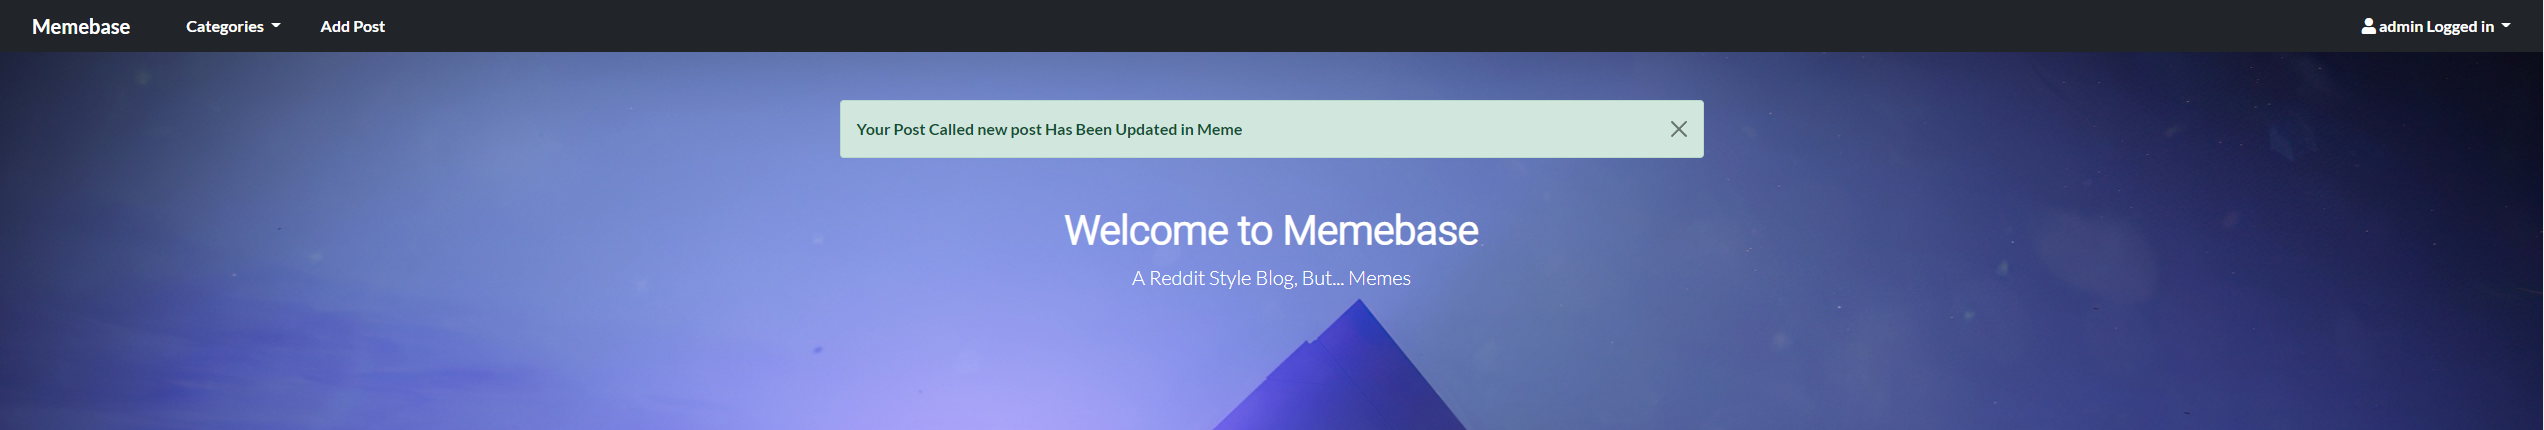 Memebase Categories Add Post admin Logged in
Your Post Called new post Has Been Updated in Meme
Welcome to Memebase
A Reddit Style Blog, But... Memes